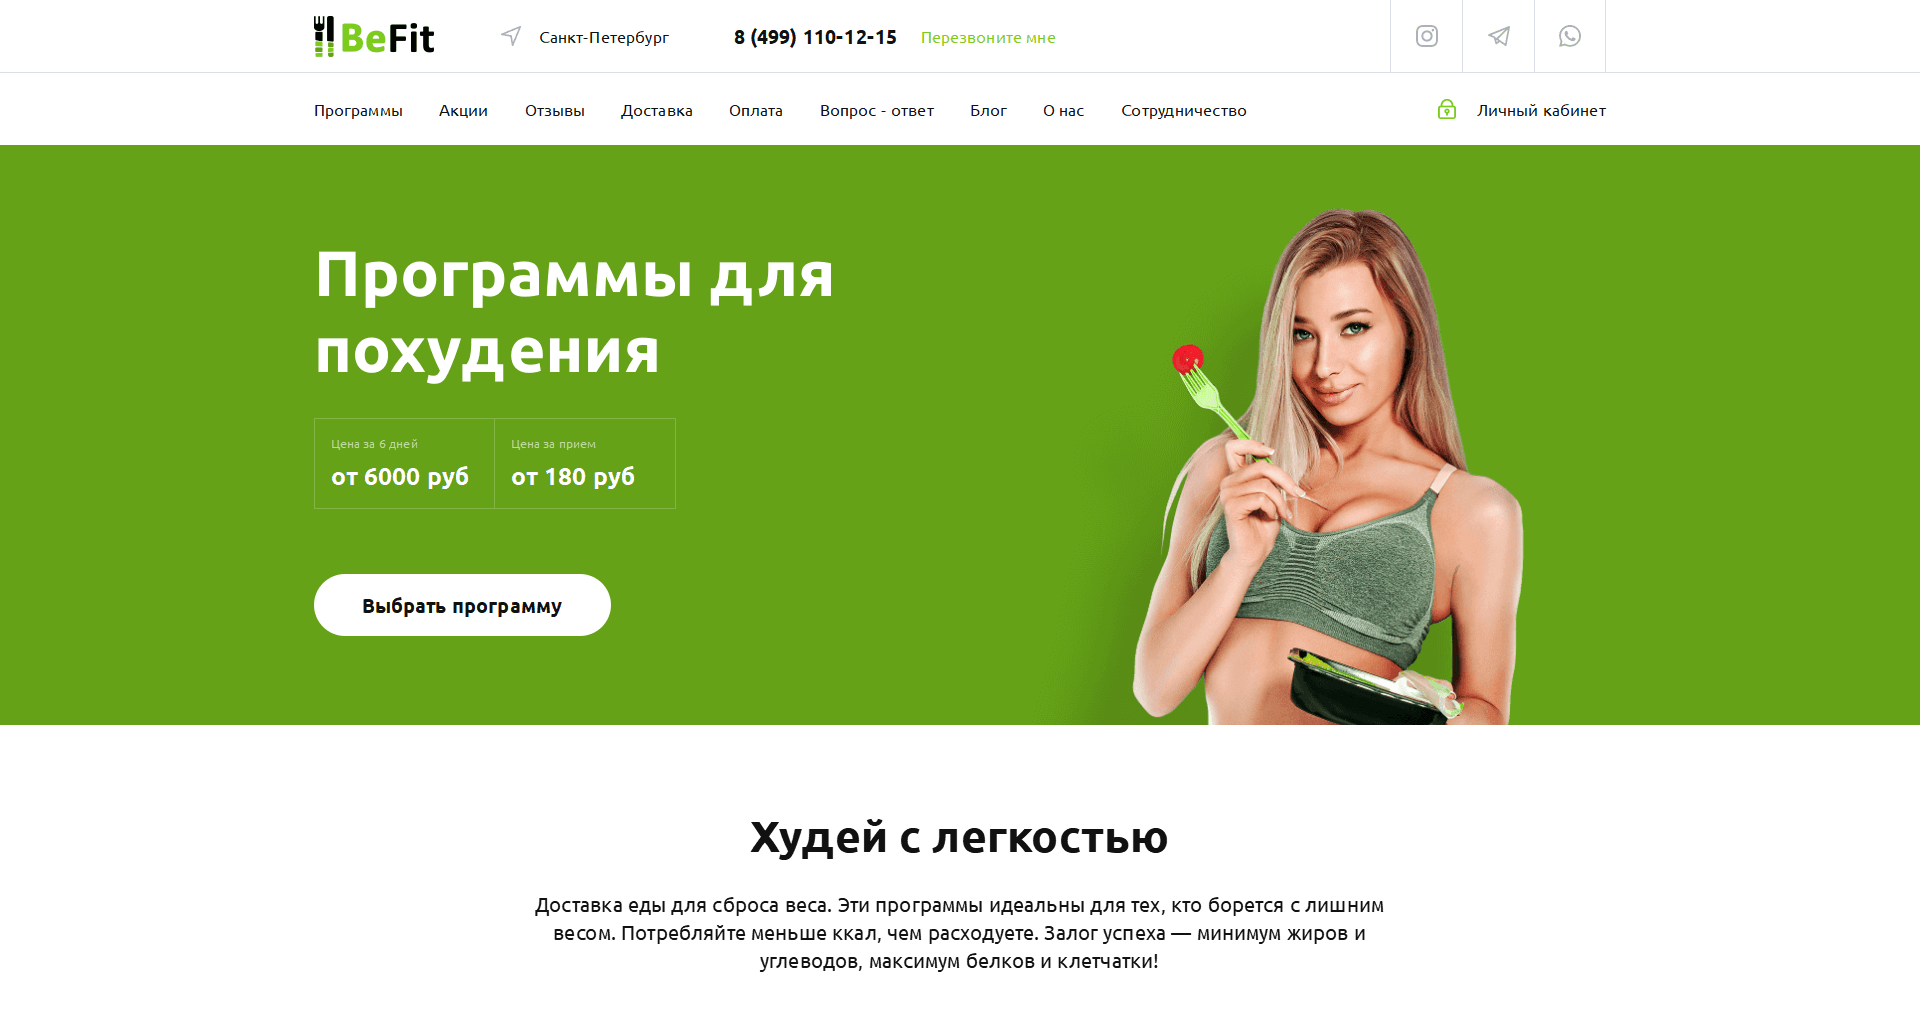 BeFit
Санкт-Петербург
8 (499) 110-12-15
Перезвоните мне
Программы
Акции
Отзывы
Доставка
Оплата
Вопрос - ответ
Блог
О нас
Сотрудничество
Личный кабинет
Программы для
похудения
Цена за 6 дней
от 6000 руб
Цена за прием
от 180 руб
Выбрать программу
Худей с легкостью
Доставка еды для сброса веса. Эти программы идеальны для тех, кто борется с лишним
весом. Потребляйте меньше ккал, чем расходуете. Залог успеха — минимум жиров и
углеводов, максимум белков и клетчатки!